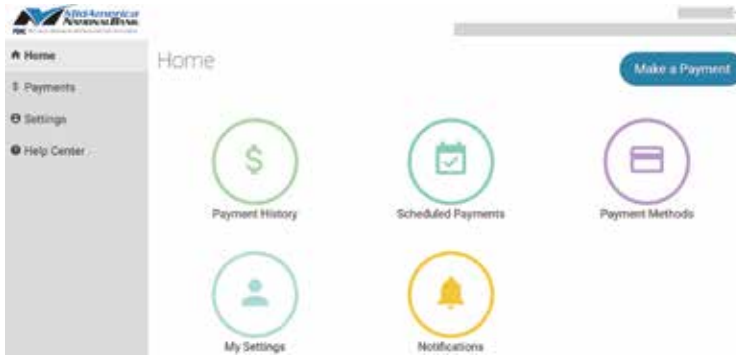 MidAmerica
National Bank
FDIC
Home
Payments
Settings
Help Center
Home
Make a Payment
Payment History
Scheduled Payments
Payment Methods
My Settings
Notifications